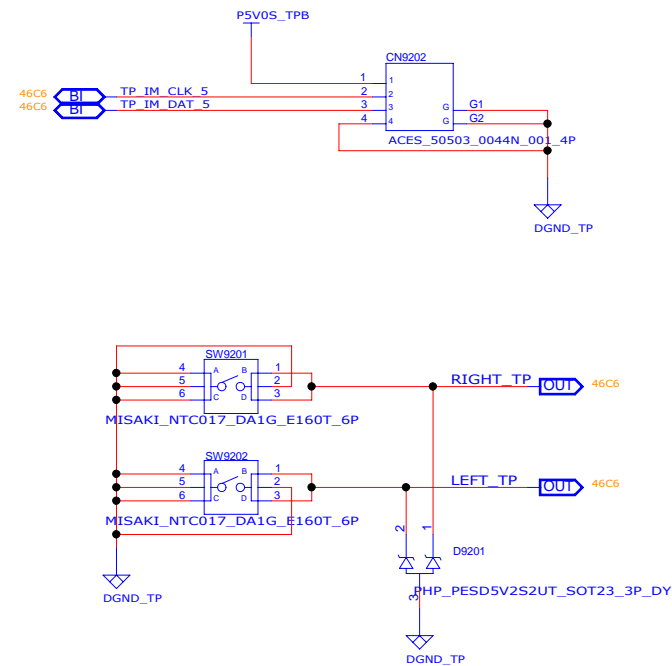 P5V0S_TPB
CN9202
46C6 BI TP_IM_CLK_5 1 1
2 2
46C6 BI TP_IM_DAT_5 3 3 G G1
4 4 G G2
ACES_50503_0044N_001_4P
DGND_TP
SW9201
4 A B 1
5 2
6 C D 3
RIGHT_TP OUT 46C6
MISAKI_NTC017_DA1G_E160T_6P
SW9202
4 A B 1
5 2
6 C D 3
LEFT_TP OUT 46C6
MISAKI_NTC017_DA1G_E160T_6P
2 1
D9201
3
PHP_PESD5V2S2UT_SOT23_3P_DY
DGND_TP
DGND_TP